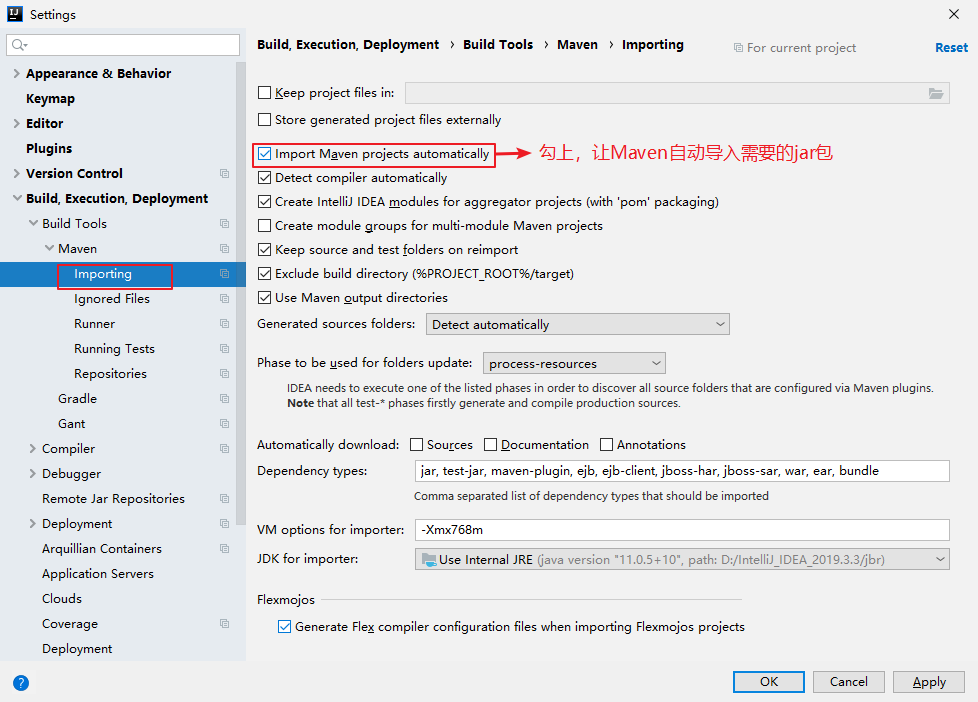 Settings
Appearance & Behavior
Keymap
Editor
Plugins
Version Control
Build, Execution, Deployment
Build Tools
Maven
Importing
Ignored Files
Runner
Running Tests
Repositories
Gradle
Gant
Compiler
Debugger
Remote Jar Repositories
Deployment
Arquillian Containers
Application Servers
Clouds
Coverage
Deployment
Build, Execution, Deployment › Build Tools › Maven › Importing For current project Reset
Keep project files in:
Store generated project files externally
Import Maven projects automatically 勾上，让Maven自动导入需要的jar包
Detect compiler automatically
Create IntelliJ IDEA modules for aggregator projects (with 'pom' packaging)
Create module groups for multi-module Maven projects
Keep source and test folders on reimport
Exclude build directory (%PROJECT_ROOT%/target)
Use Maven output directories
Generated sources folders: Detect automatically
Phase to be used for folders update: process-resources
IDEA needs to execute one of the listed phases in order to discover all source folders that are configured via Maven plugins.
Note that all test-* phases firstly generate and compile production sources.
Automatically download: Sources Documentation Annotations
Dependency types: jar, test-jar, maven-plugin, ejb, ejb-client, jboss-har, jboss-sar, war, ear, bundle
Comma separated list of dependency types that should be imported
VM options for importer: -Xmx768m
JDK for importer: Use Internal JRE (java version "11.0.5+10", path: D:/IntelliJ_IDEA_2019.3.3/jbr)
Flexmojos
Generate Flex compiler configuration files when importing Flexmojos projects
? OK Cancel Apply